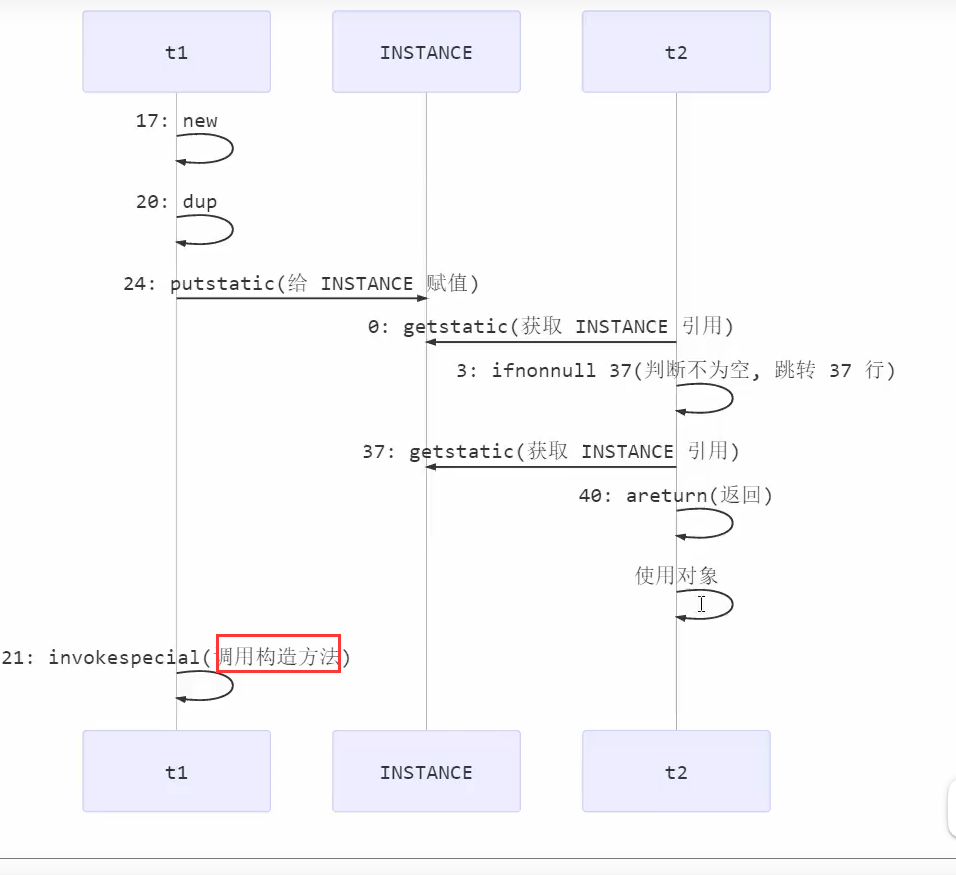 t1
INSTANCE
t2
17: new
20: dup
24: putstatic(给 INSTANCE 赋值)
0: getstatic(获取 INSTANCE 引用)
3: ifnonnull 37(判断不为空, 跳转 37 行)
37: getstatic(获取 INSTANCE 引用)
40: areturn(返回)
使用对象
21: invokespecial(调用构造方法)
t1
INSTANCE
t2